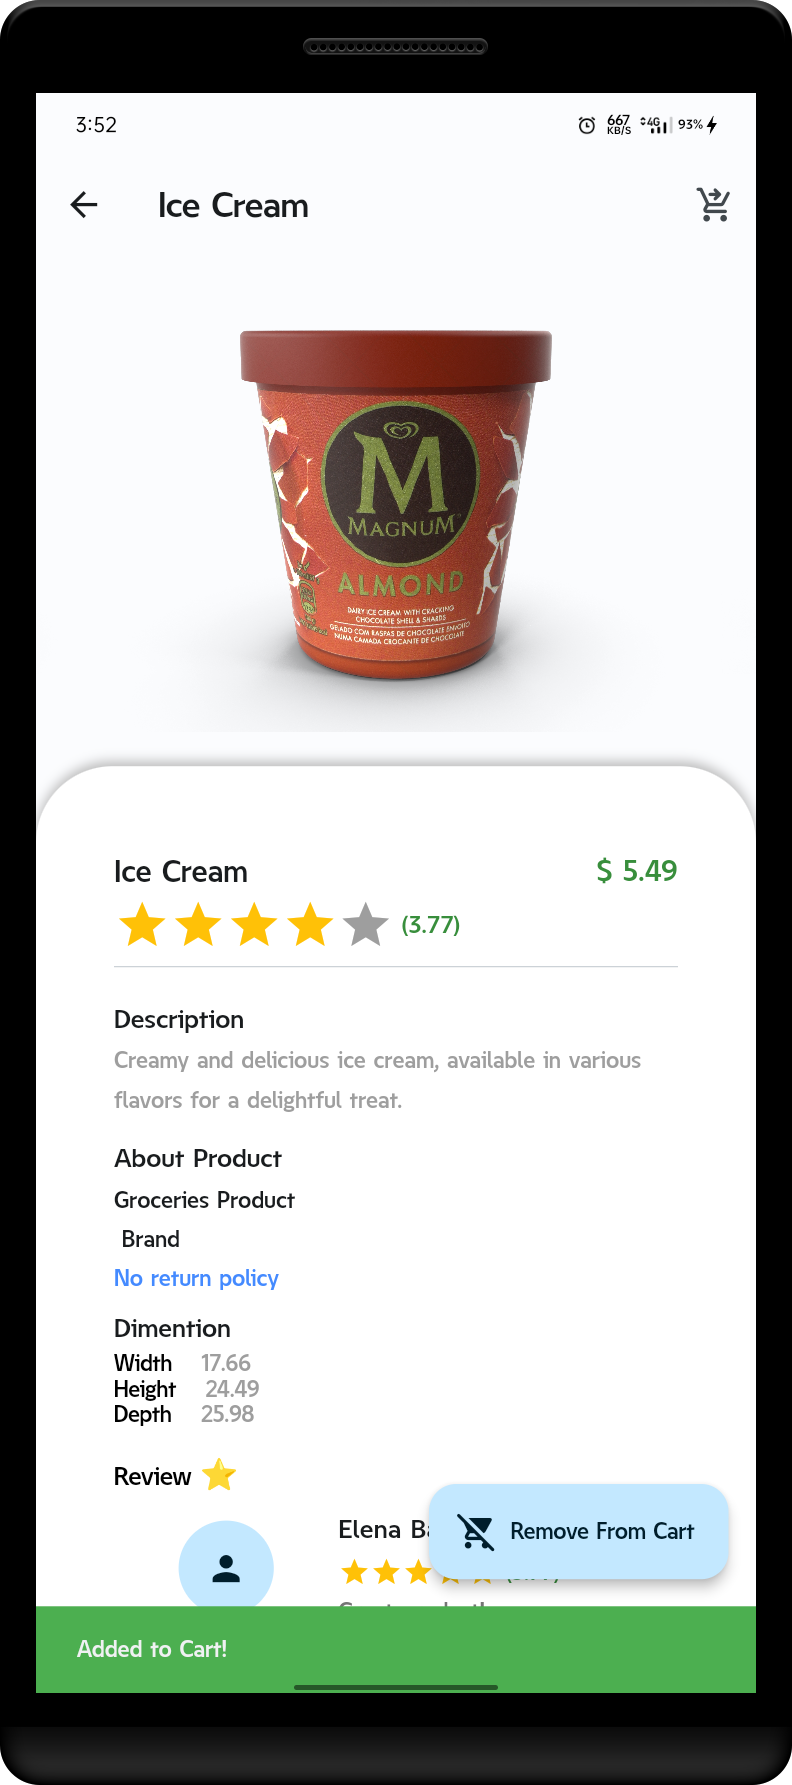 3:52
667
KB/S
4G
93%
Ice Cream
M
MAGNUM
ALMOND
DAIRY ICE CREAM WITH CRACKING
CHOCOLATE SHELL & SHARDS
GELADO COM RASPAS DE CHOCOLATE ENVOLTO
NUMA CAMADA CROCANTE DE CHOCOLATE
Ice Cream
$ 5.49
(3.77)
Description
Creamy and delicious ice cream, available in various
flavors for a delightful treat.
About Product
Groceries Product
Brand
No return policy
Dimention
Width 17.66
Height 24.49
Depth 25.98
Review
Elena
Remove From Cart
Added to Cart!